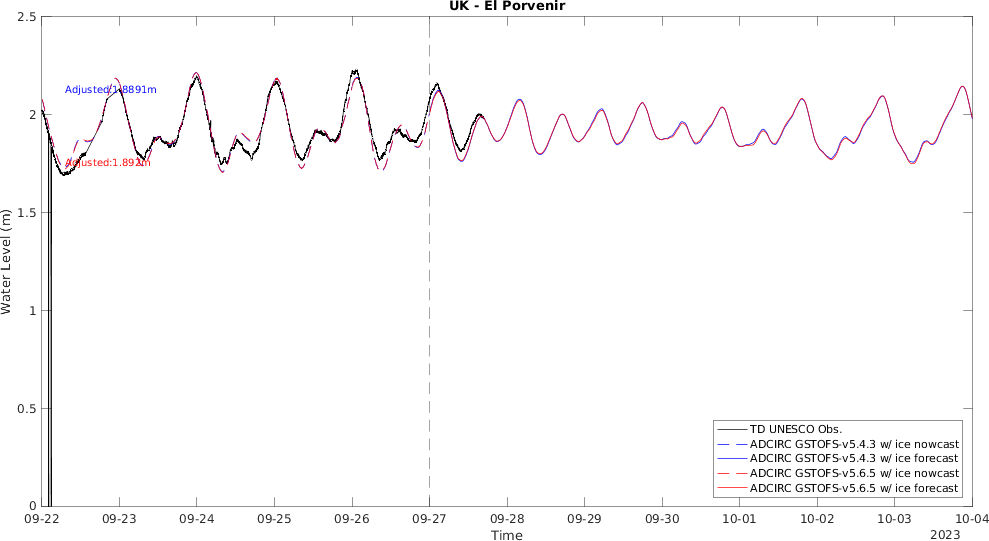 UK - El Porvenir
2.5
2
1.5
1
0.5
0
Water Level (m)
Adjusted:1.8891m
Adjusted:1.892m
TD UNESCO Obs.
ADCIRC GSTOFS-v5.4.3 w/ ice nowcast
ADCIRC GSTOFS-v5.4.3 w/ ice forecast
ADCIRC GSTOFS-v5.6.5 w/ ice nowcast
ADCIRC GSTOFS-v5.6.5 w/ ice forecast
09-22 09-23 09-24 09-25 09-26 09-27 09-28 09-29 09-30 10-01 10-02 10-03 10-04
Time
2023